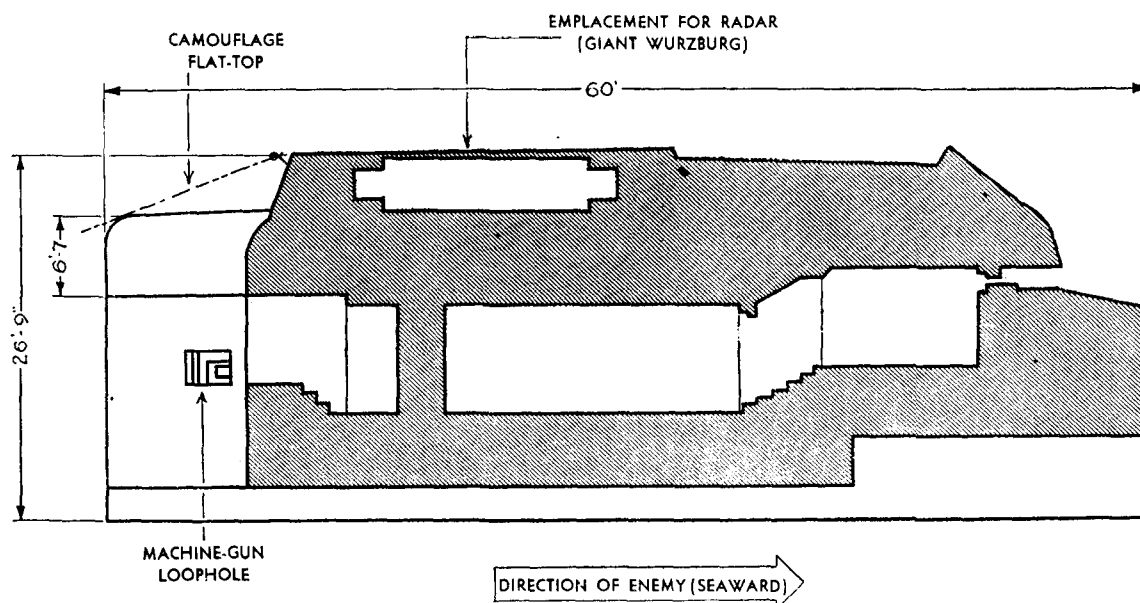 EMPLACEMENT FOR RADAR
(GIANT WURZBURG)
CAMOUFLAGE
FLAT-TOP
60'
6'-7
26'-9"
MACHINE-GUN
LOOPHOLE
DIRECTION OF ENEMY (SEAWARD)